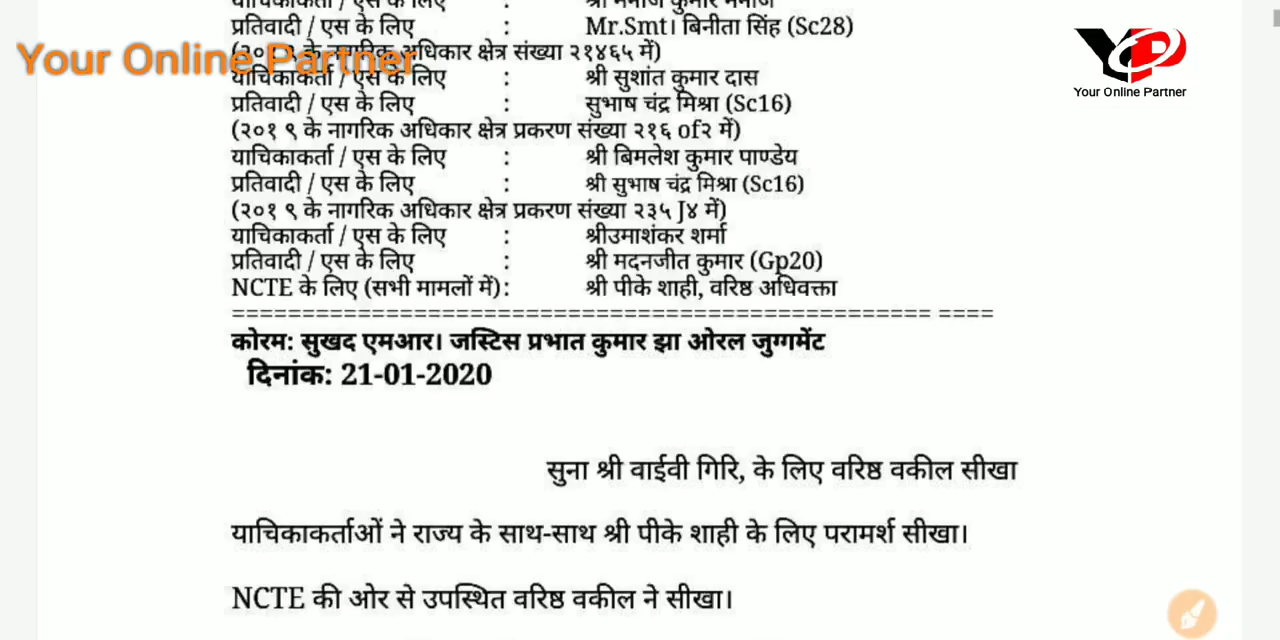 प्रतिवादी / एस के लिए : Mr.Smt। बिनीता सिंह (Sc28)
के नागरिक अधिकार क्षेत्र संख्या २१४६५ में)
Your Online Partner
याचिकाकर्ता / एस के लिए : श्री सुशांत कुमार दास
प्रतिवादी / एस के लिए : सुभाष चंद्र मिश्रा (Sc16)
(२०१ ९ के नागरिक अधिकार क्षेत्र प्रकरण संख्या २१६ of२ में)
याचिकाकर्ता / एस के लिए : श्री बिमलेश कुमार पाण्डेय
प्रतिवादी / एस के लिए : श्री सुभाष चंद्र मिश्रा (Sc16)
(२०१ ९ के नागरिक अधिकार क्षेत्र प्रकरण संख्या २३५ J४ में)
याचिकाकर्ता / एस के लिए : श्रीउमाशंकर शर्मा
प्रतिवादी / एस के लिए : श्री मदनजीत कुमार (Gp20)
NCTE के लिए (सभी मामलों में): श्री पीके शाही, वरिष्ठ अधिवक्ता
================================================== ====
कोरम: सुखद एमआर। जस्टिस प्रभात कुमार झा ओरल जुग्गमेंट
दिनांक: 21-01-2020
सुना श्री वाईवी गिरि, के लिए वरिष्ठ वकील सीखा
याचिकाकर्ताओं ने राज्य के साथ-साथ श्री पीके शाही के लिए परामर्श सीखा।
NCTE की ओर से उपस्थित वरिष्ठ वकील ने सीखा।
YP
Your Online Partner